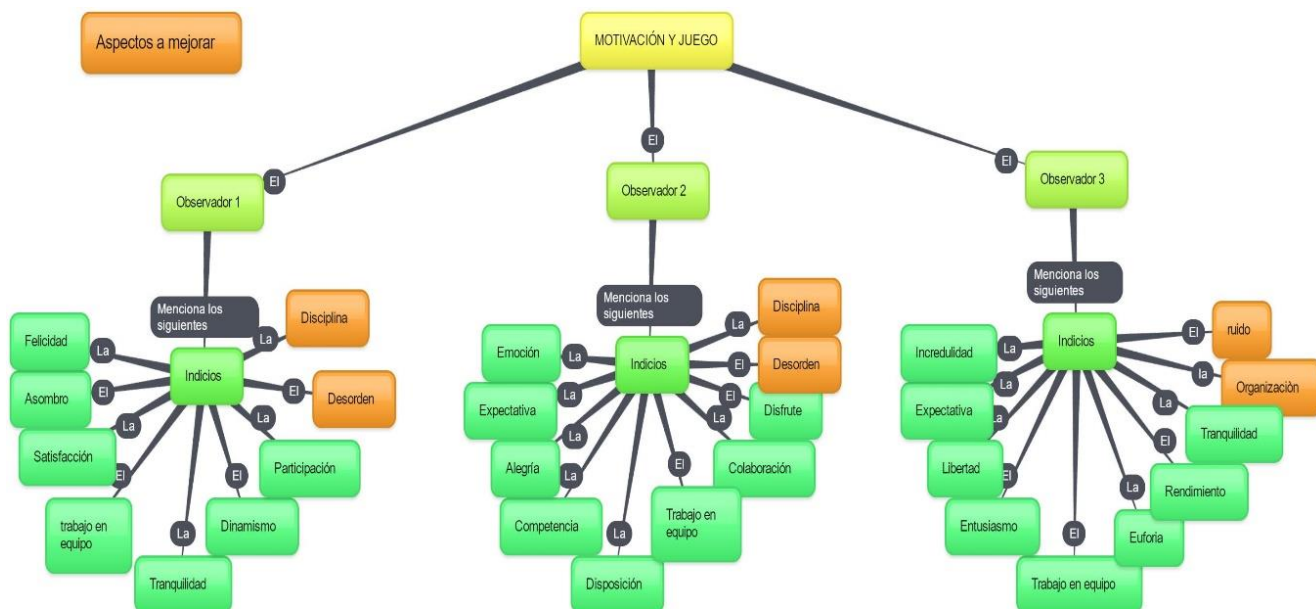 Aspectos a mejorar
MOTIVACIÓN Y JUEGO
El
El
El
Observador 1
Menciona los
siguientes
Indicios
La
Disciplina
El
Desorden
La
Participación
El
Dinamismo
La
Tranquilidad
El
trabajo en
equipo
La
Satisfacción
El
Asombro
La
Felicidad
Observador 2
Menciona los
siguientes
Indicios
La
Disciplina
El
Desorden
El
Disfrute
La
Colaboración
El
Trabajo en
equipo
La
Disposición
La
Competencia
La
Alegría
La
Expectativa
La
Emoción
Observador 3
Menciona los
siguientes
Indicios
El
ruido
la
Organizaciòn
La
Tranquilidad
El
Rendimiento
La
Euforia
El
Trabajo en equipo
El
Entusiasmo
La
Libertad
La
Expectativa
La
Incredulidad